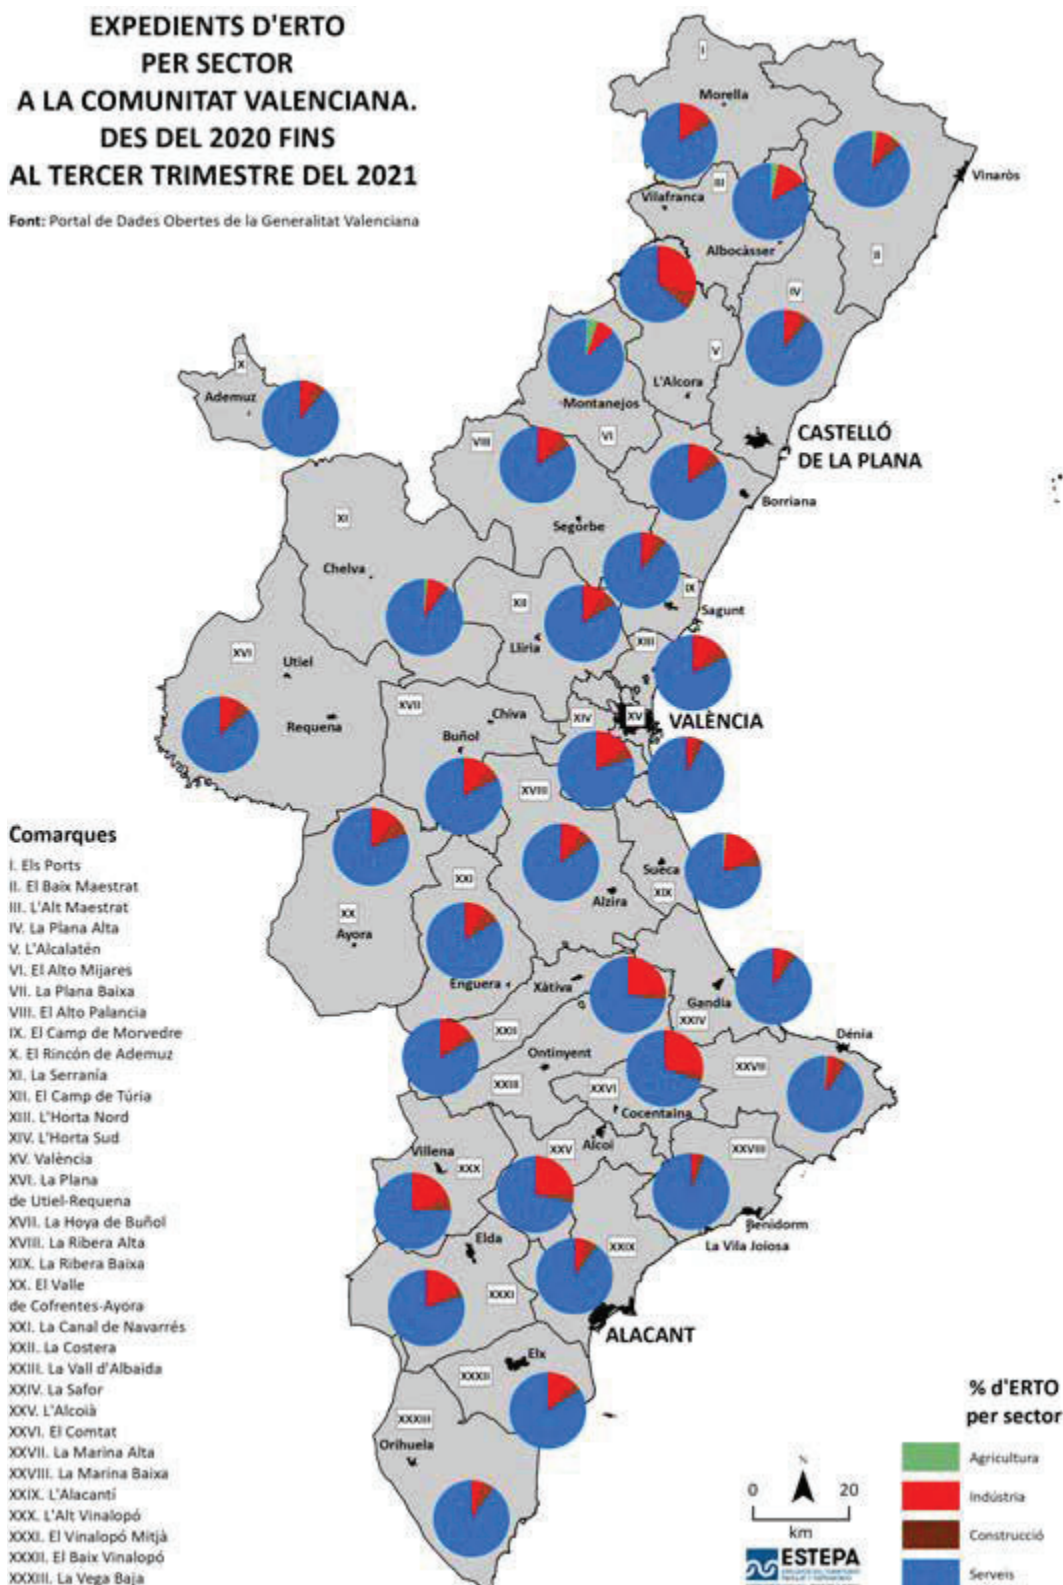 EXPEDIENTS D'ERTO
PER SECTOR
A LA COMUNITAT VALENCIANA.
DES DEL 2020 FINS
AL TERCER TRIMESTRE DEL 2021
Font: Portal de Dades Obertes de la Generalitat Valenciana
I
Morella
Vinaròs
III
Vilafranca
Albocàsser
II
IV
V
X
Ademuz
L'Alcora
Montanejos
VI
VIII
CASTELLÓ
DE LA PLANA
Borriana
XI
Segorbe
Chelva
IX
XII
Sagunt
XIII
Llíria
XVI
Utiel
XVII
Chiva
XIV
XV
VALÈNCIA
Requena
Buñol
XVIII
Sueca
XXI
XIX
Alzira
XX
Ayora
Enguera
Xàtiva
Gandia
XXIV
XXII
Dénia
Ontinyent
XXVII
XXIII
XXVI
Cocentaina
Alcoi
XXV
XXVIII
Villena
XXX
Benidorm
La Vila Joiosa
Elda
XXIX
XXXI
ALACANT
Elx
XXXII
XXXIII
Orihuela
Comarques
I. Els Ports
II. El Baix Maestrat
III. L'Alt Maestrat
IV. La Plana Alta
V. L'Alcalatén
VI. El Alto Mijares
VII. La Plana Baixa
VIII. El Alto Palancia
IX. El Camp de Morvedre
X. El Rincón de Ademuz
XI. La Serranía
XII. El Camp de Túria
XIII. L'Horta Nord
XIV. L'Horta Sud
XV. València
XVI. La Plana
de Utiel-Requena
XVII. La Hoya de Buñol
XVIII. La Ribera Alta
XIX. La Ribera Baixa
XX. El Valle
de Cofrentes-Ayora
XXI. La Canal de Navarrés
XXII. La Costera
XXIII. La Vall d'Albaida
XXIV. La Safor
XXV. L'Alcoià
XXVI. El Comtat
XXVII. La Marina Alta
XXVIII. La Marina Baixa
XXIX. L'Alacantí
XXX. L'Alt Vinalopó
XXXI. El Vinalopó Mitjà
XXXII. El Baix Vinalopó
XXXIII. La Vega Baja
% d'ERTO
per sector
Agricultura
Indústria
Construcció
Serveis
N
0 20
km
ESTEPA